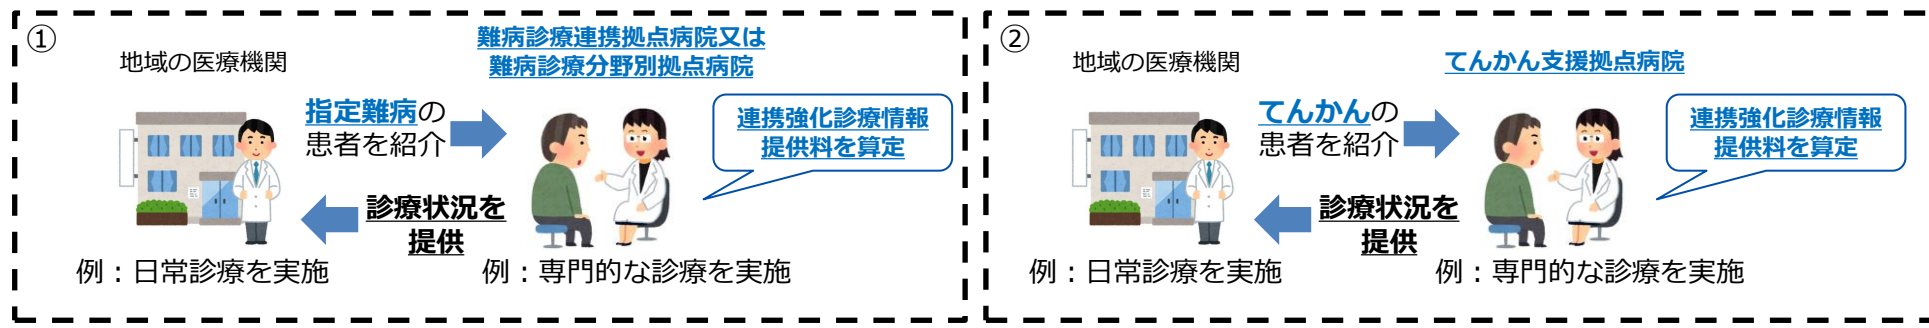 ①
地域の医療機関
難病診療連携拠点病院又は
難病診療分野別拠点病院
指定難病の
患者を紹介
連携強化診療情報
提供料を算定
診療状況を
提供
例：日常診療を実施
例：専門的な診療を実施
②
地域の医療機関
てんかん支援拠点病院
てんかんの
患者を紹介
連携強化診療情報
提供料を算定
診療状況を
提供
例：日常診療を実施
例：専門的な診療を実施